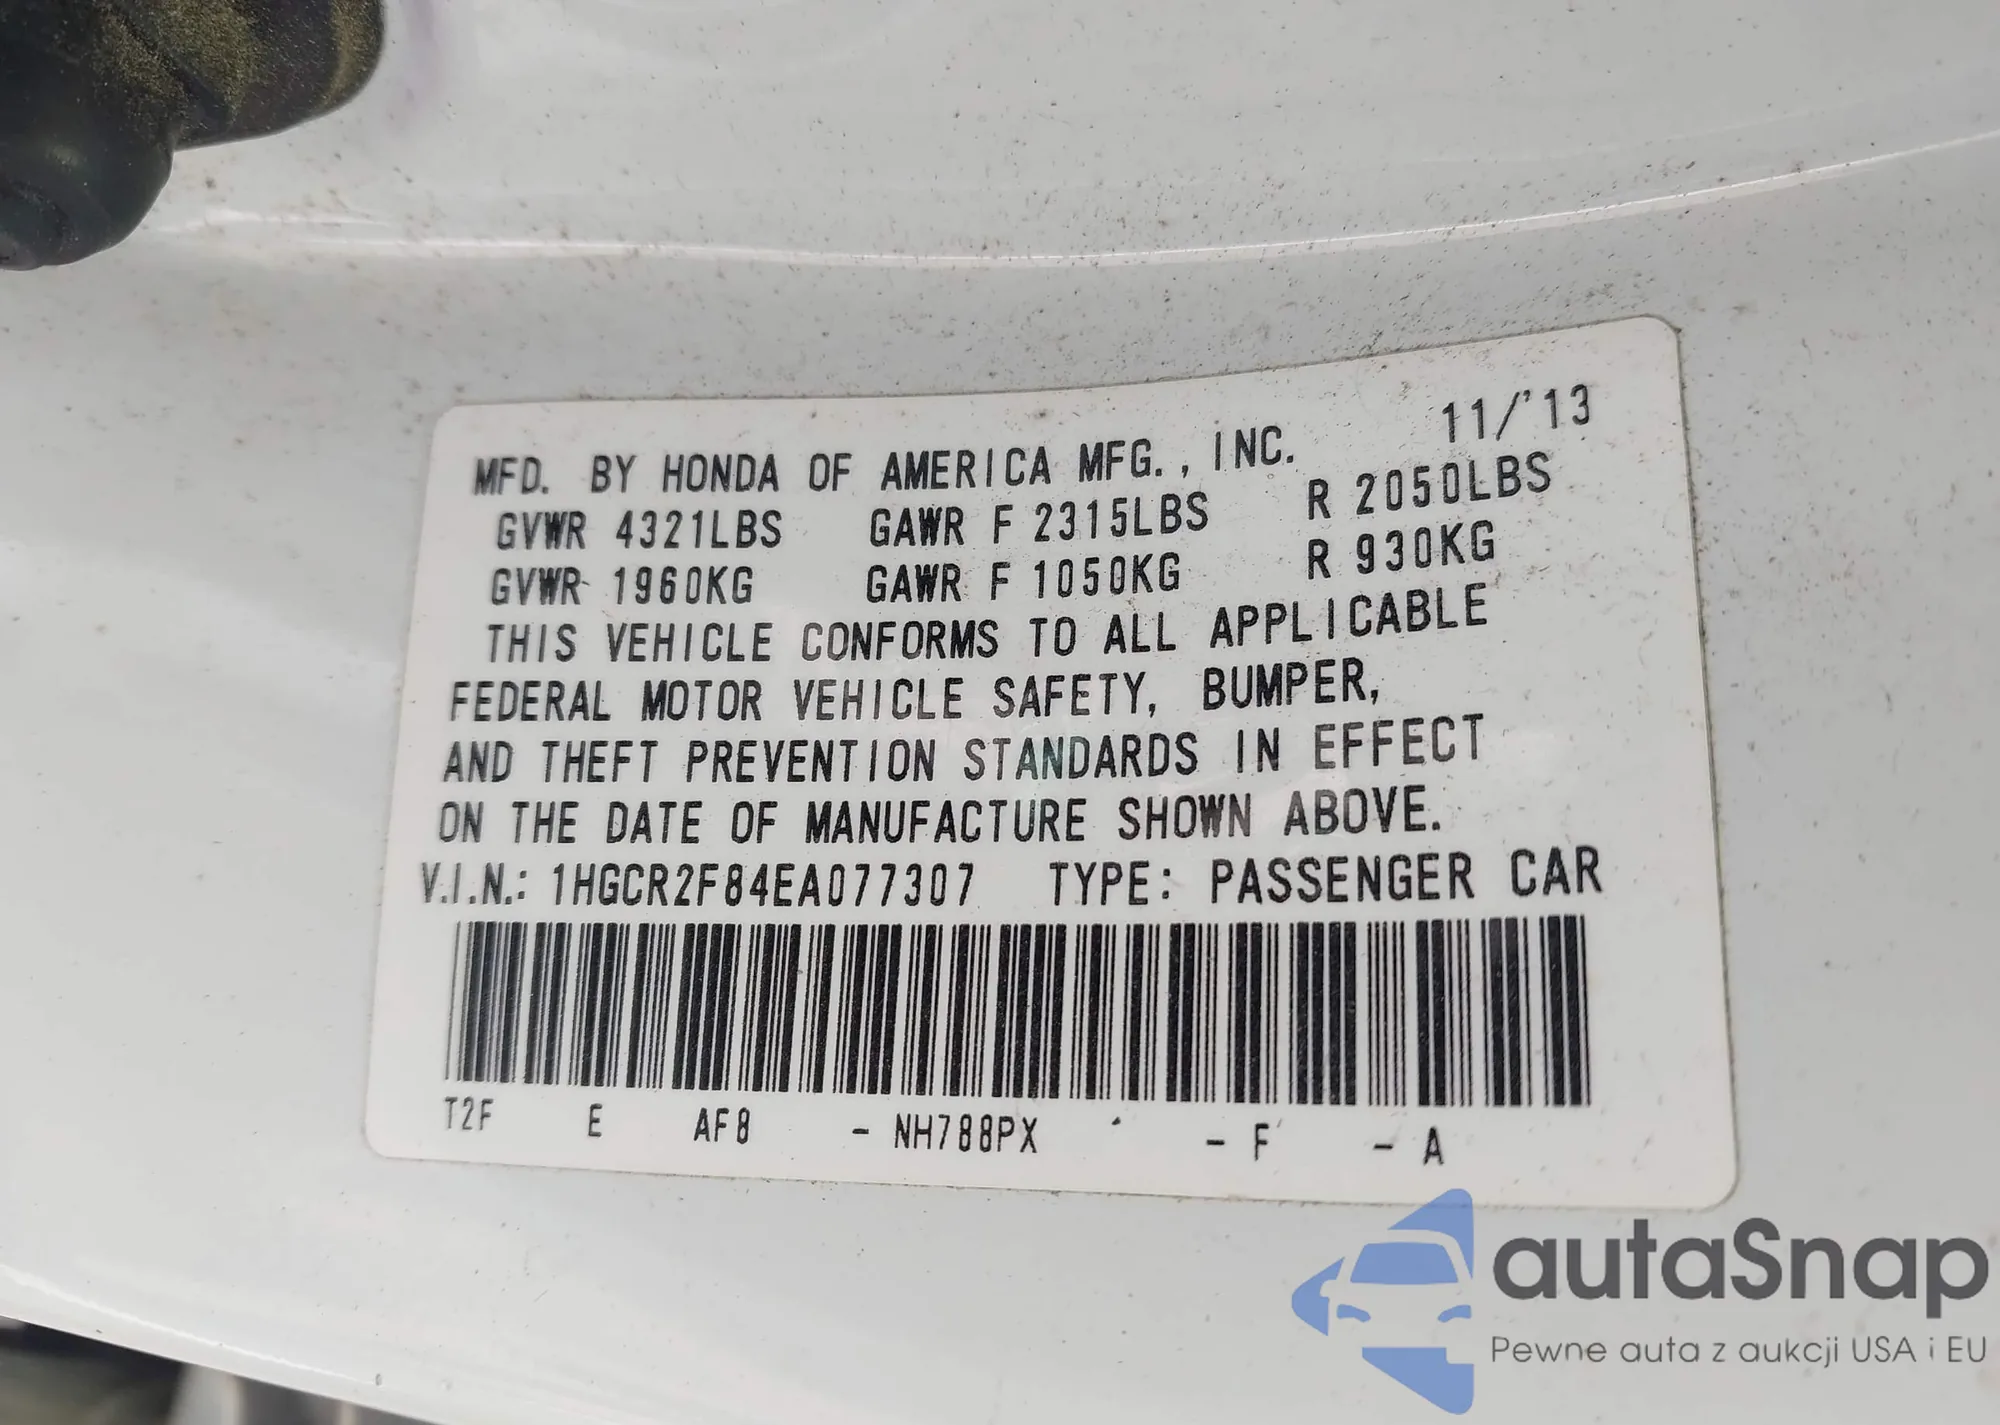 11/'13
MFD. BY HONDA OF AMERICA MFG., INC.
GVWR 4321LBS GAWR F 2315LBS R 2050LBS
GVWR 1960KG GAWR F 1050KG R 930KG
THIS VEHICLE CONFORMS TO ALL APPLICABLE
FEDERAL MOTOR VEHICLE SAFETY, BUMPER,
AND THEFT PREVENTION STANDARDS IN EFFECT
ON THE DATE OF MANUFACTURE SHOWN ABOVE.
V.I.N.: 1HGCR2F84EA077307 TYPE: PASSENGER CAR
T2F E AF8 - NH788PX - F - A
autaSnap
Pewne auta z aukcji USA i EU